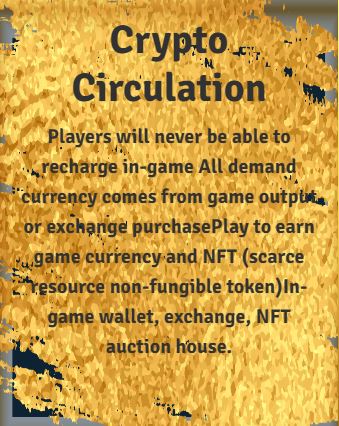 Crypto
Circulation
Players will never be able to
recharge in-game All demand
currency comes from game output
or exchange purchasePlay to earn
game currency and NFT (scarce
resource non-fungible token)In-
game wallet, exchange, NFT
auction house.